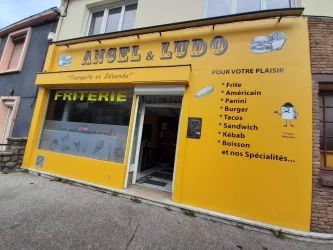 ANGEL & LUDO
"Tranquille et Détendu"
FRITERIE
POUR VOTRE PLAISIR
* Frite
* Américain
* Panini
* Burger
* Tacos
* Sandwich
* Kébab
* Boisson
et nos Spécialités...